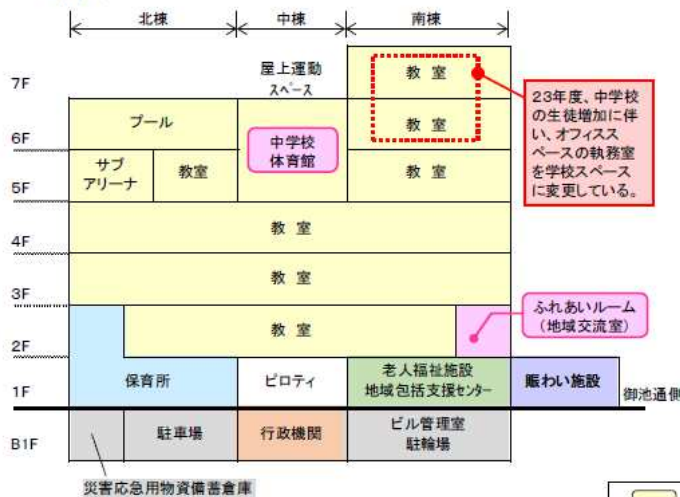 北棟
中棟
南棟
屋上運動
スペース
7F
教 室
23年度、中学校
の生徒増加に伴
い、オフィスス
ペースの執務室
を学校スペース
に変更している。
プール
教 室
6F
中学校
体育館
サブ
アリーナ
教室
教 室
5F
教 室
4F
教 室
3F
ふれあいルーム
(地域交流室)
教 室
2F
保育所
ピロティ
老人福祉施設
地域包括支援センター
賑わい施設
1F
御池通側
駐車場
行政機関
ビル管理室
駐輪場
B1F
災害応急用物資備蓄倉庫